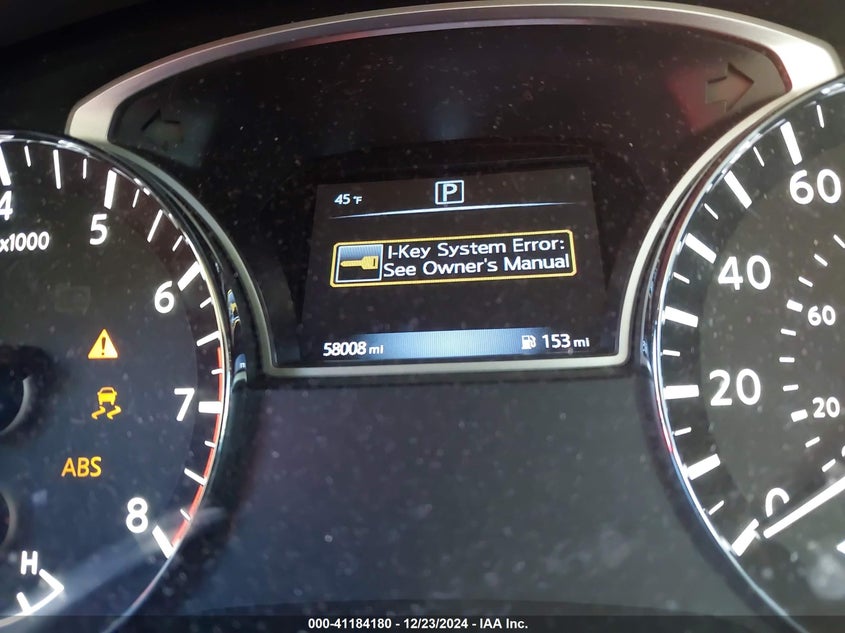 45°F
P
I-Key System Error:
See Owner's Manual
58008 mi
153 mi
4
5
x1000
6
7
8
H
ABS
60
40
20
0
60
20
000-41184180 - 12/23/2024 - IAA Inc.